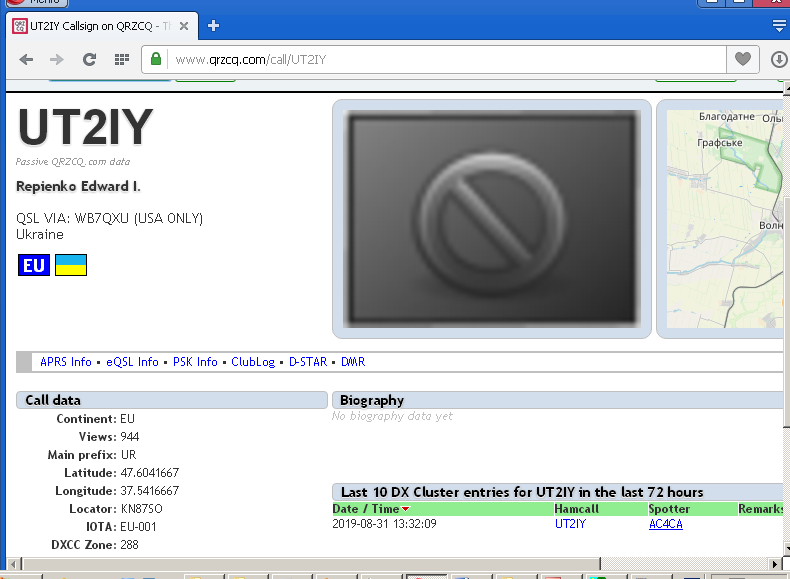 UT2IY Callsign on QRZCQ - Th
www.qrzcq.com/call/UT2IY
UT2IY
Passive QRZCQ.com data
Repienko Edward I.
QSL VIA: WB7QXU (USA ONLY)
Ukraine
EU
Благодатне
Графське
APRS Info • eQSL Info • PSK Info • ClubLog • D-STAR • DMR
Call data
Continent: EU
Views: 944
Main prefix: UR
Latitude: 47.6041667
Longitude: 37.5416667
Locator: KN87SO
IOTA: EU-001
DXCC Zone: 288
Biography
No biography data yet
Last 10 DX Cluster entries for UT2IY in the last 72 hours
Date / Time Hamcall Spotter Remarks
2019-08-31 13:32:09 UT2IY AC4CA